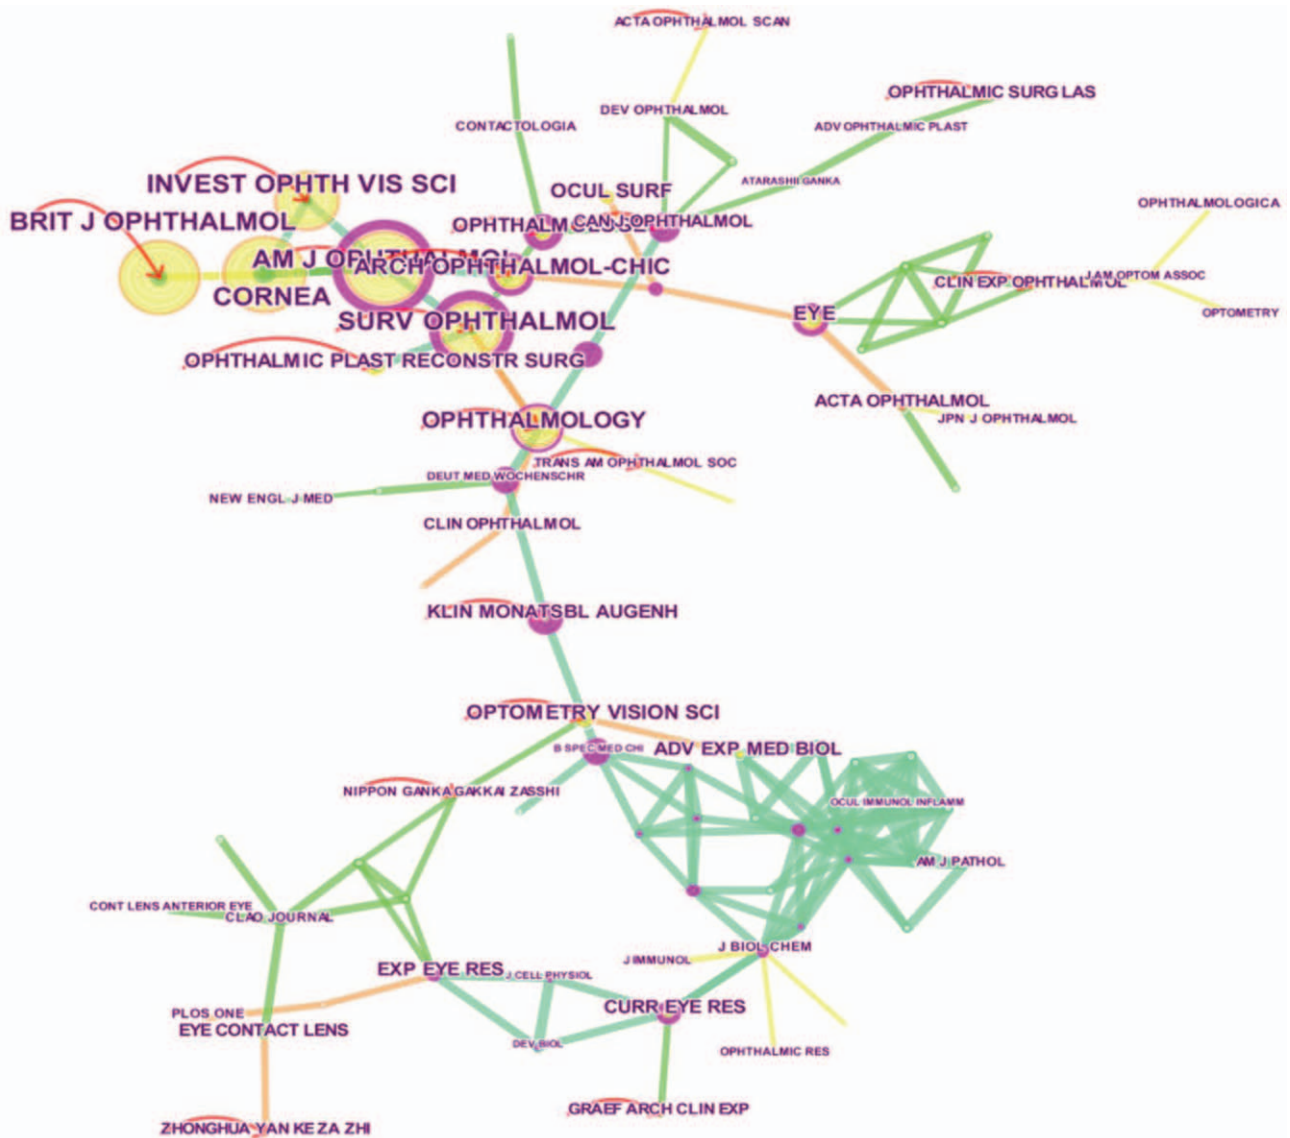 ACTA OPHTHALMOL SCAN
OPHTHALMIC SURG LAS
DEV OPHTHALMOL
CONTACTOLOGIA
ADV OPHTHALMIC PLAST
ATARASHII GANKA
INVEST OPHTH VIS SCI
OCUL SURF
OPHTHALMOLOGICA
BRIT J OPHTHALMOL
OPHTHALM
CAN J OPHTHALMOL
AM J OPHTHALMOL
ARCH OPHTHALMOL-CHIC
J AM OPTOM ASSOC
CLIN EXP OPHTHALMOL
CORNEA
EYE
OPTOMETRY
SURV OPHTHALMOL
OPHTHALMIC PLAST RECONSTR SURG
ACTA OPHTHALMOL
JPN J OPHTHALMOL
OPHTHALMOLOGY
TRANS AM OPHTHALMOL SOC
DEUT MED WOCHENSCHR
NEW ENGL J MED
CLIN OPHTHALMOL
KLIN MONATSBL AUGENH
OPTOMETRY VISION SCI
B SPEC MED CHI
ADV EXP MED BIOL
NIPPON GANKA GAKKAI ZASSHI
OCUL IMMUNOL INFLAMM
AM J PATHOL
CONT LENS ANTERIOR EYE
CLAO JOURNAL
J BIOL CHEM
J IMMUNOL
EXP EYE RES
J CELL PHYSIOL
CURR EYE RES
PLOS ONE
EYE CONTACT LENS
DEV BIOL
OPHTHALMIC RES
GRAEF ARCH CLIN EXP
ZHONGHUA YAN KE ZA ZHI